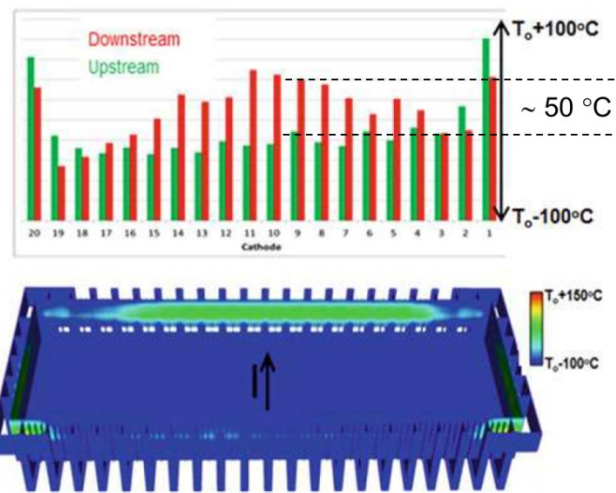 Downstream
Upstream
Tₒ+100°C
~ 50 °C
Tₒ-100°C
20 19 18 17 16 15 14 13 12 11 10 9 8 7 6 5 4 3 2 1
Cathode
Tₒ+150°C
Tₒ-100°C
I